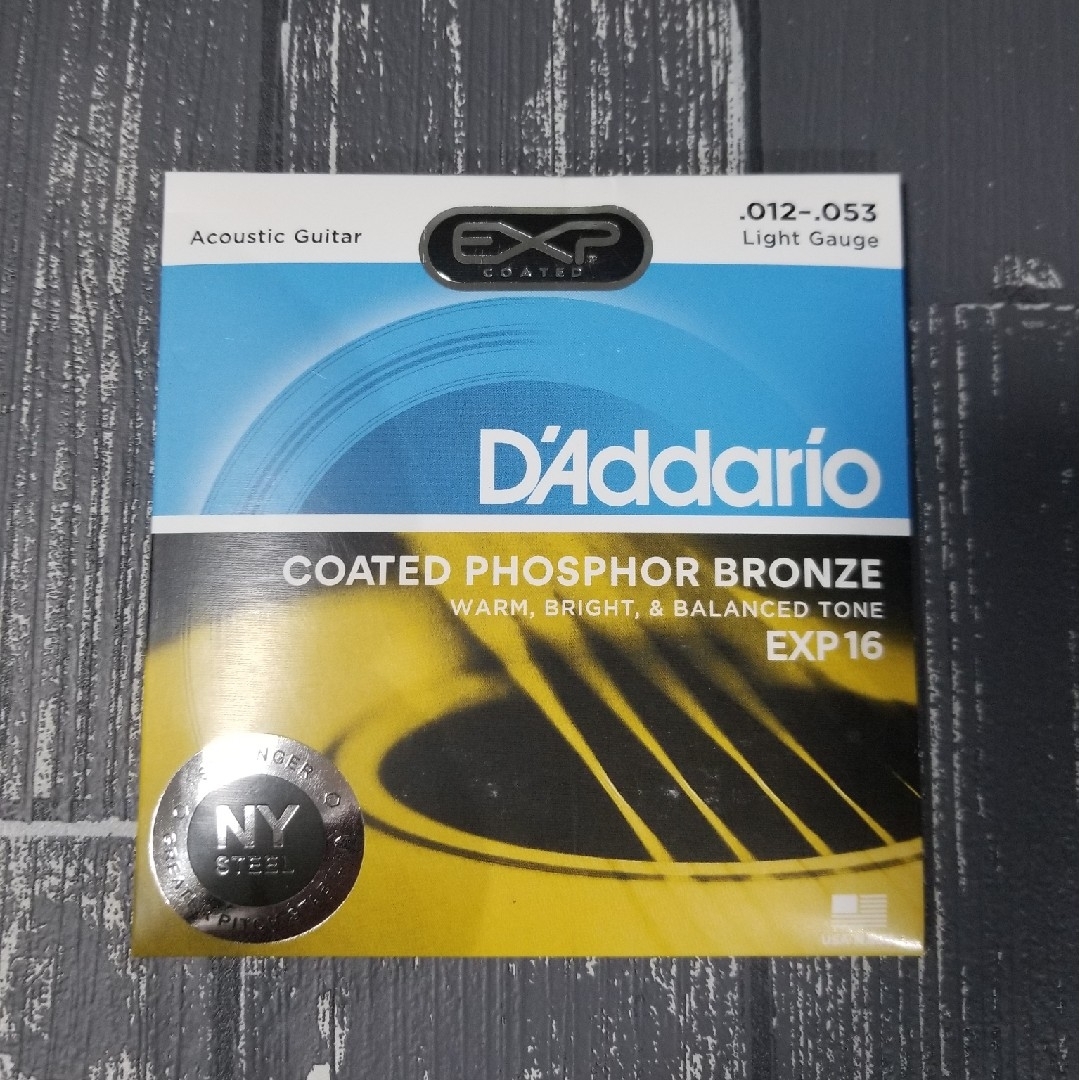 Acoustic Guitar
EXP
COATED
.012–.053
Light Gauge
D'Addario
COATED PHOSPHOR BRONZE
WARM, BRIGHT, & BALANCED TONE
EXP16
NY
STEEL
PITCH